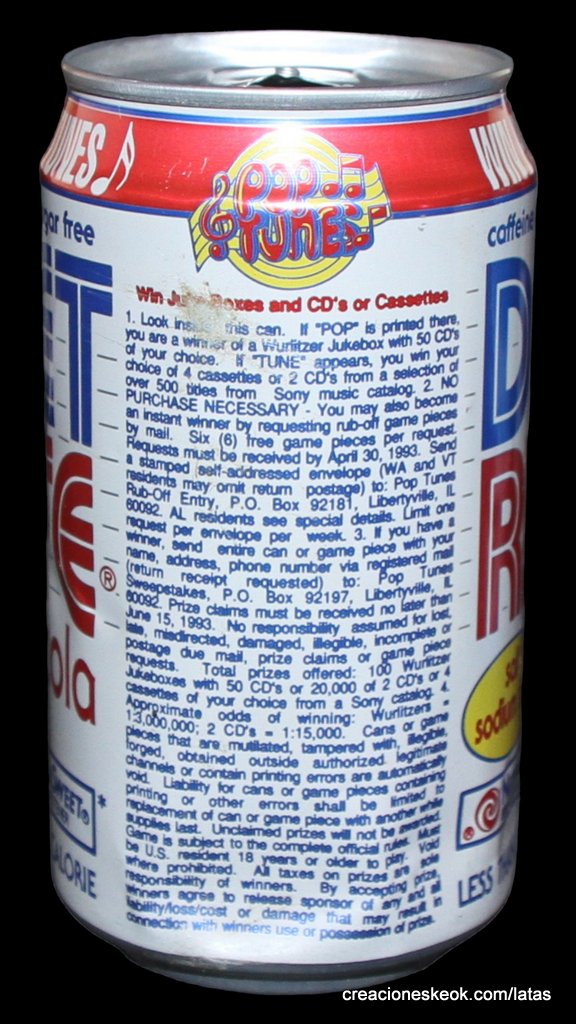 TUNES
WIN
POP
TUNES
gar free
caffeine
ET
D
TE
R
®
ola
sodium
SWEET®
*
CALORIE
LESS
Win Juke Boxes and CD's or Cassettes
1. Look inside this can. If "POP" is printed there,
you are a winner of a Wurlitzer Jukebox with 50 CD's
of your choice. If "TUNE" appears, you win your
choice of 4 cassettes or 2 CD's from a selection of
over 500 titles from Sony music catalog. 2. NO
PURCHASE NECESSARY - You may also become
an instant winner by requesting rub-off game pieces
by mail. Six (6) free game pieces per request.
Requests must be received by April 30, 1993. Send
a stamped self-addressed envelope (WA and VT
residents may omit return postage) to: Pop Tunes
Rub-Off Entry, P.O. Box 92181, Libertyville, IL
60092. AL residents see special details. Limit one
request per envelope per week. 3. If you have a
winner, send entire can or game piece with your
name, address, phone number via registered mail
(return receipt requested) to: Pop Tunes
Sweepstakes, P.O. Box 92197, Libertyville, IL
60092. Prize claims must be received no later than
June 15, 1993. No responsibility assumed for lost,
late, misdirected, damaged, illegible, incomplete or
postage due mail, prize claims or game piece
requests. Total prizes offered: 100 Wurlitzer
Jukeboxes with 50 CD's or 20,000 of 2 CD's or 4
cassettes of your choice from a Sony catalog. 4.
Approximate odds of winning: Wurlitzers =
1:3,000,000; 2 CD's = 1:15,000. Cans or game
pieces that are mutilated, tampered with, illegible,
forged, obtained outside authorized legitimate
channels or contain printing errors are automatically
void. Liability for cans or game pieces containing
printing or other errors shall be limited to
replacement of can or game piece with another while
supplies last. Unclaimed prizes will not be awarded.
Game is subject to the complete official rules. Must
be U.S. resident 18 years or older to play. Void
where prohibited. All taxes on prizes are sole
responsibility of winners. By accepting prize,
winners agree to release sponsor of any and all
liability/loss/cost or damage that may result in
connection with winners use or possession of prize.
creacioneskeok.com/latas